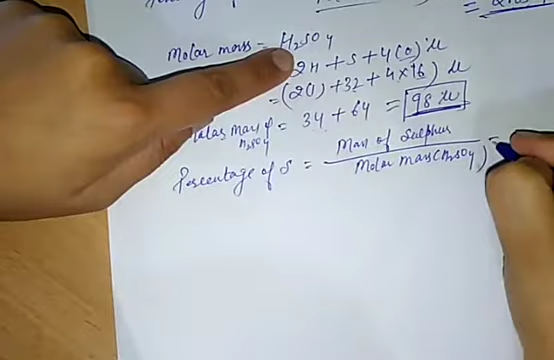 Molar mass = H₂SO₄
2H + S + 4(O) u
= (2(1) + 32 + 4×16) u
Molar mass of H₂SO₄ = 34 + 64 = 98 u
Percentage of S = Mass of Sulphur / Molar mass (H₂SO₄) =